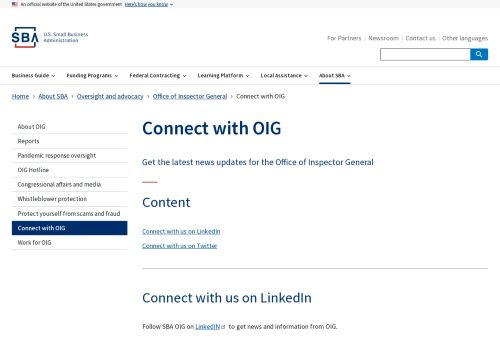 An official website of the United States government Here's how you know
SBA U.S. Small Business
Administration
For Partners Newsroom Contact us Other languages
Business Guide Funding Programs Federal Contracting Learning Platform Local Assistance About SBA
Home › About SBA › Oversight and advocacy › Office of Inspector General › Connect with OIG
About OIG
Reports
Pandemic response oversight
OIG Hotline
Congressional affairs and media
Whistleblower protection
Protect yourself from scams and fraud
Connect with OIG
Work for OIG
Connect with OIG
Get the latest news updates for the Office of Inspector General
Content
Connect with us on LinkedIn
Connect with us on Twitter
Connect with us on LinkedIn
Follow SBA OIG on LinkedIN to get news and information from OIG.